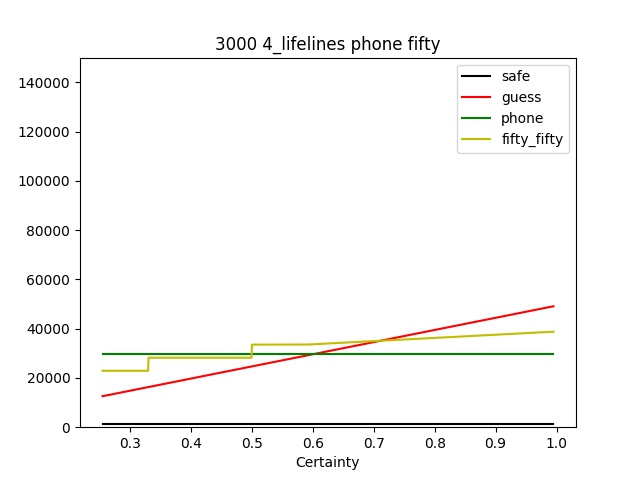 3000 4_lifelines phone fifty
safe
guess
phone
fifty_fifty
140000
120000
100000
80000
60000
40000
20000
0
0.3 0.4 0.5 0.6 0.7 0.8 0.9 1.0
Certainty